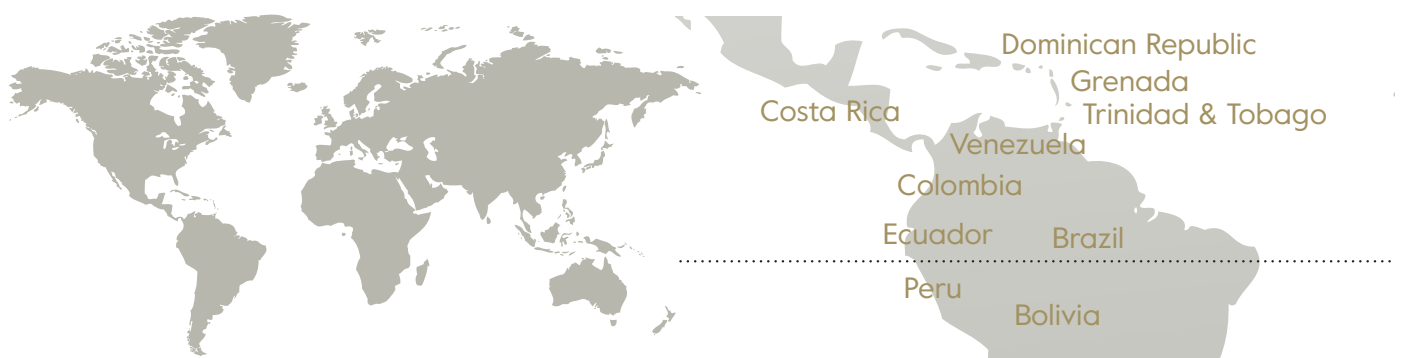 Dominican Republic
Grenada
Costa Rica
Trinidad & Tobago
Venezuela
Colombia
Ecuador
Brazil
Peru
Bolivia